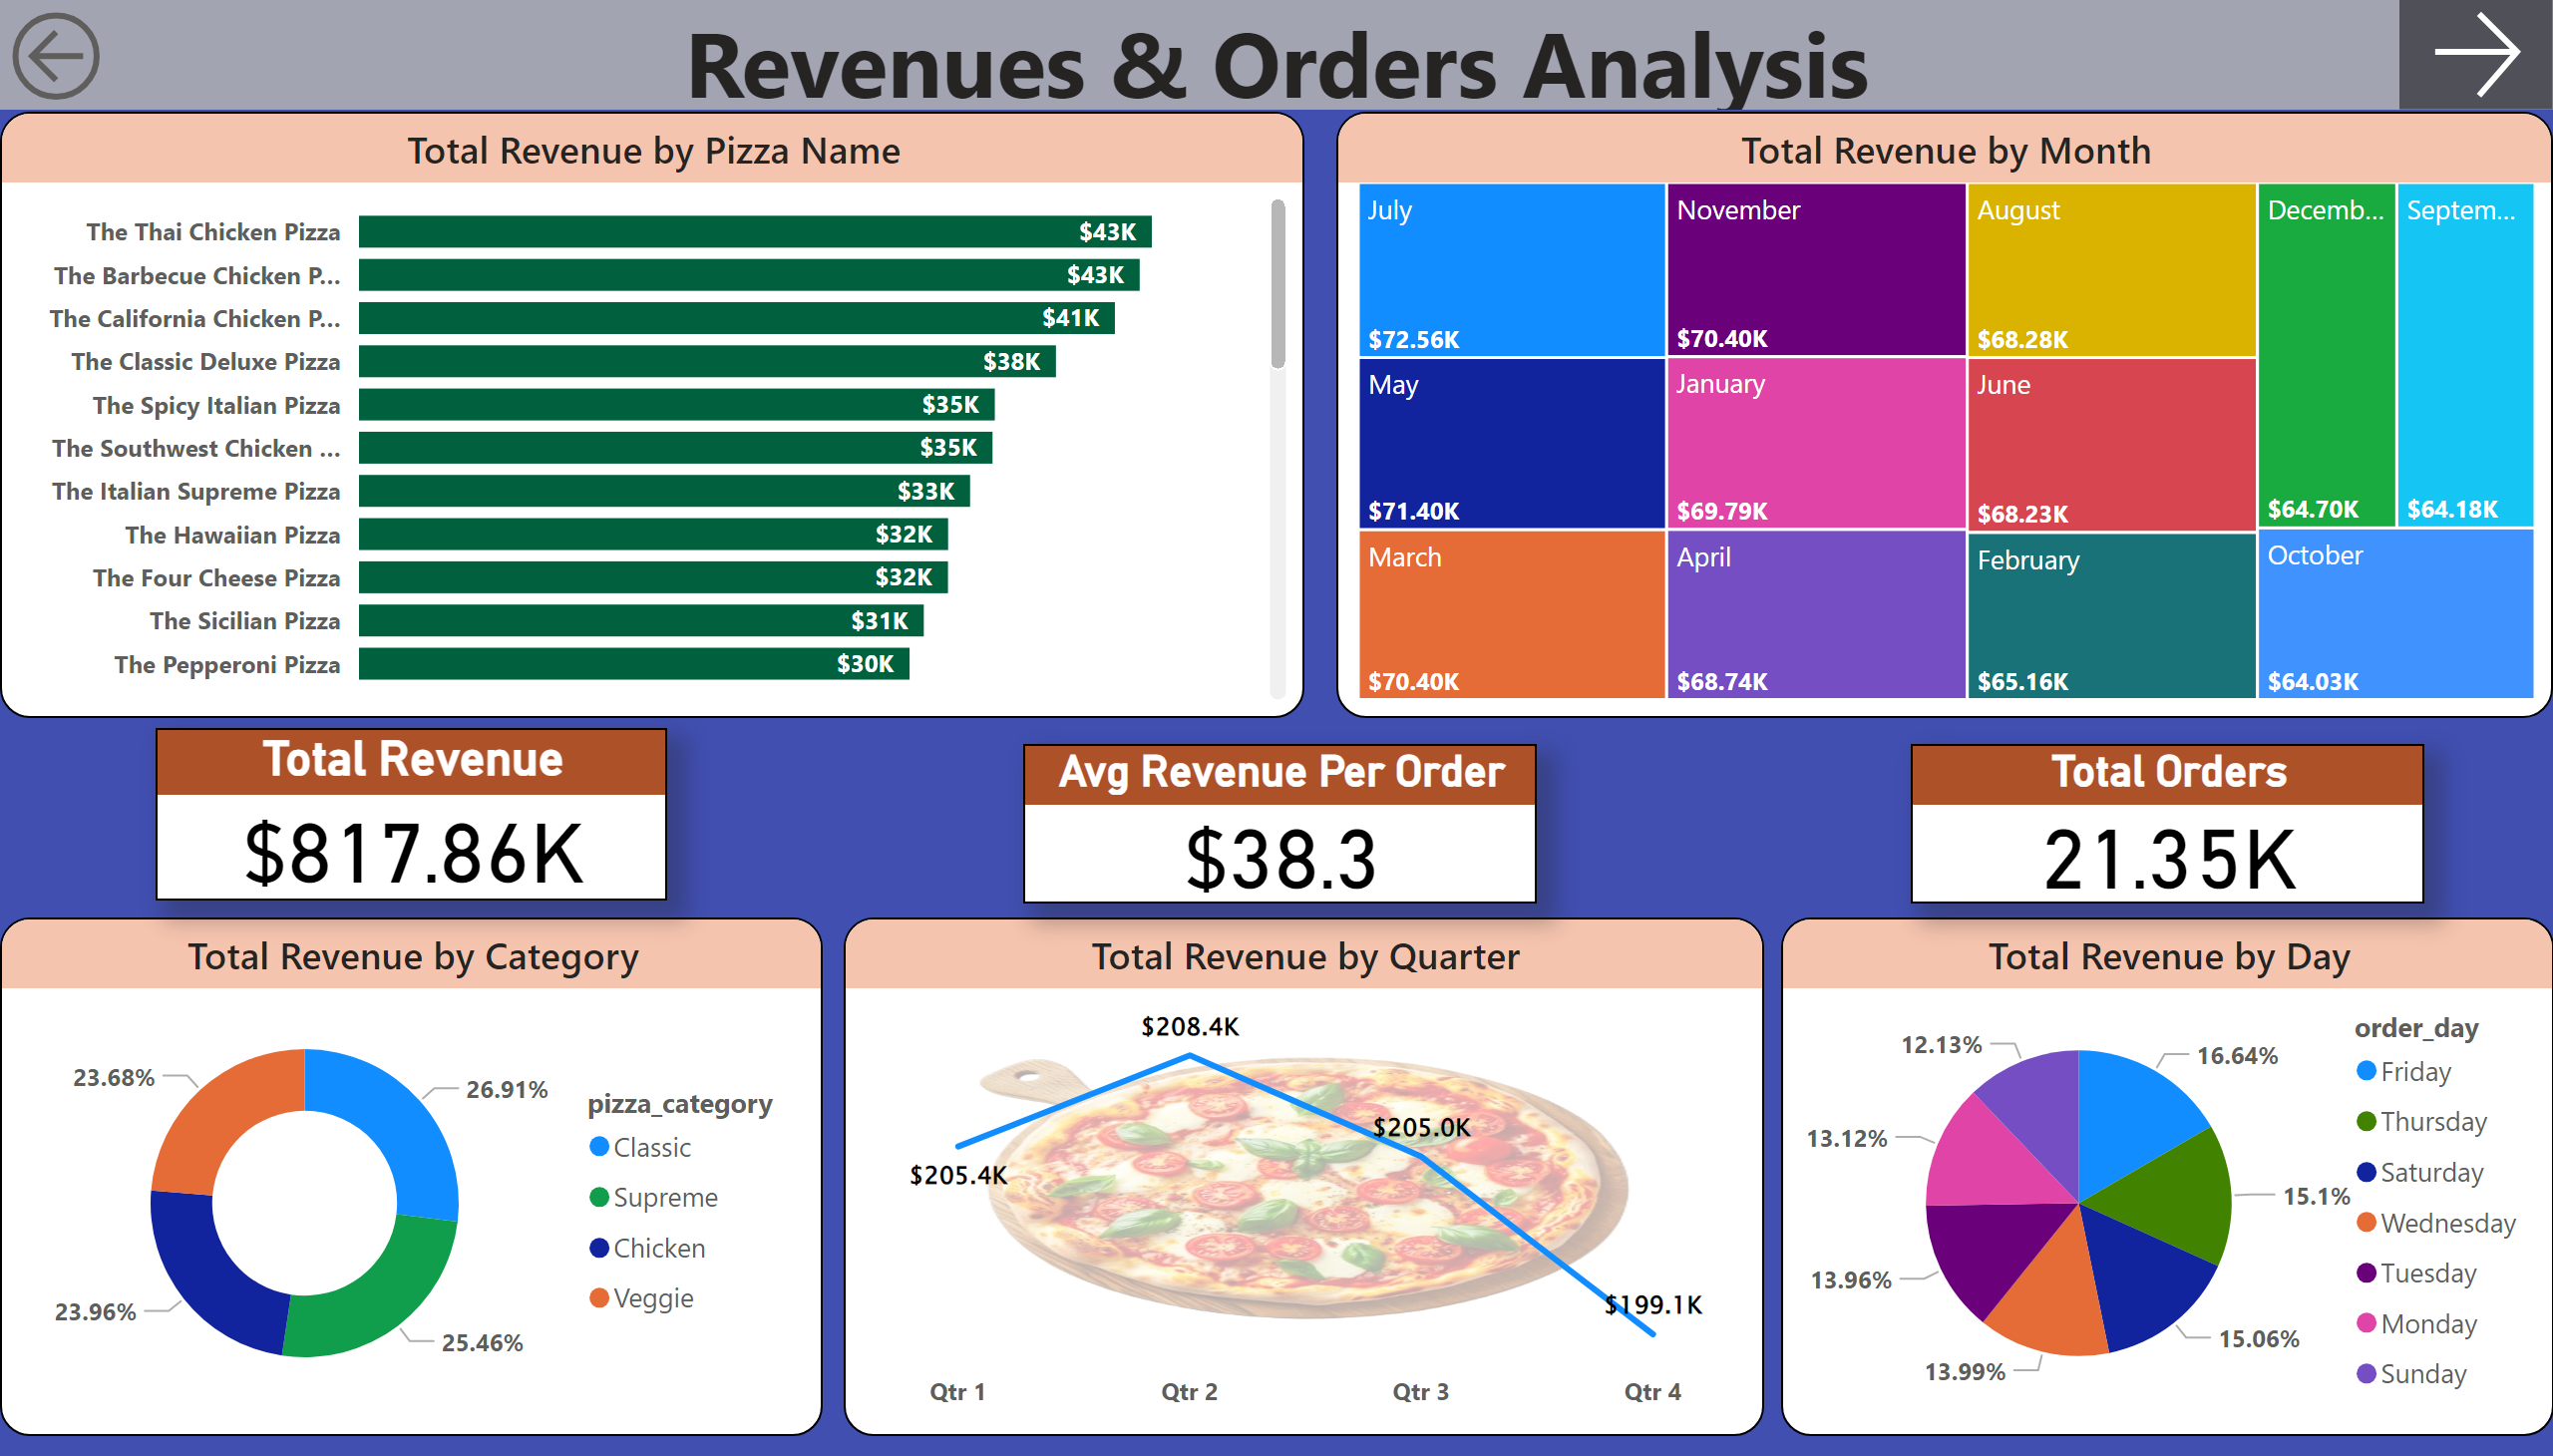 Revenues & Orders Analysis
Total Revenue by Pizza Name
The Thai Chicken Pizza $43K
The Barbecue Chicken P... $43K
The California Chicken P... $41K
The Classic Deluxe Pizza $38K
The Spicy Italian Pizza $35K
The Southwest Chicken ... $35K
The Italian Supreme Pizza $33K
The Hawaiian Pizza $32K
The Four Cheese Pizza $32K
The Sicilian Pizza $31K
The Pepperoni Pizza $30K
Total Revenue by Month
July
$72.56K
May
$71.40K
March
$70.40K
November
$70.40K
January
$69.79K
April
$68.74K
August
$68.28K
June
$68.23K
February
$65.16K
Decemb...
$64.70K
Septem...
$64.18K
October
$64.03K
Total Revenue
$817.86K
Avg Revenue Per Order
$38.3
Total Orders
21.35K
Total Revenue by Category
26.91%
25.46%
23.96%
23.68%
pizza_category
Classic
Supreme
Chicken
Veggie
Total Revenue by Quarter
$205.4K
$208.4K
$205.0K
$199.1K
Qtr 1 Qtr 2 Qtr 3 Qtr 4
Total Revenue by Day
16.64%
15.1%
15.06%
13.99%
13.96%
13.12%
12.13%
order_day
Friday
Thursday
Saturday
Wednesday
Tuesday
Monday
Sunday